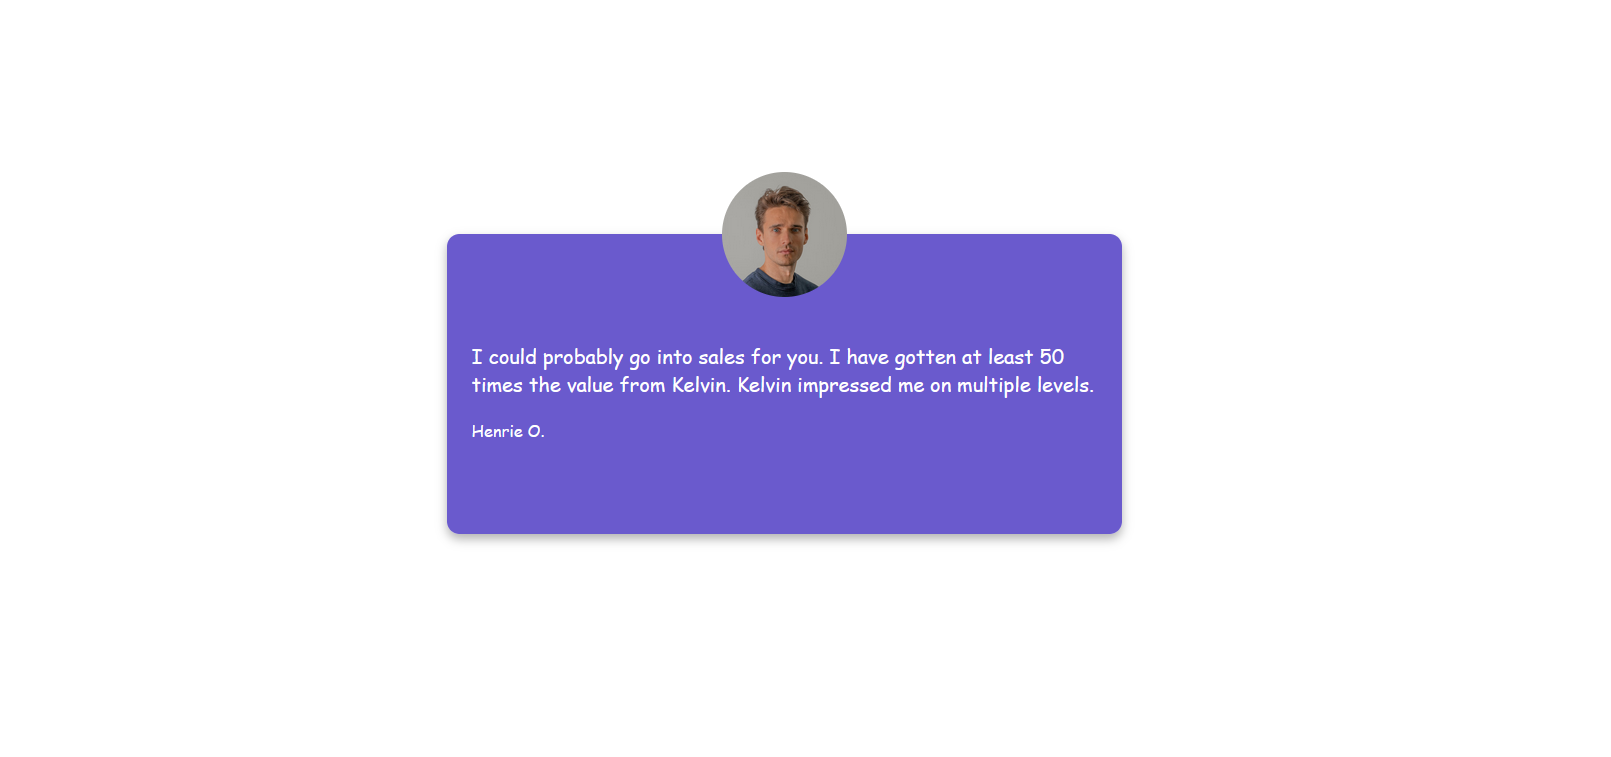 I could probably go into sales for you. I have gotten at least 50
times the value from Kelvin. Kelvin impressed me on multiple levels.
Henrie O.